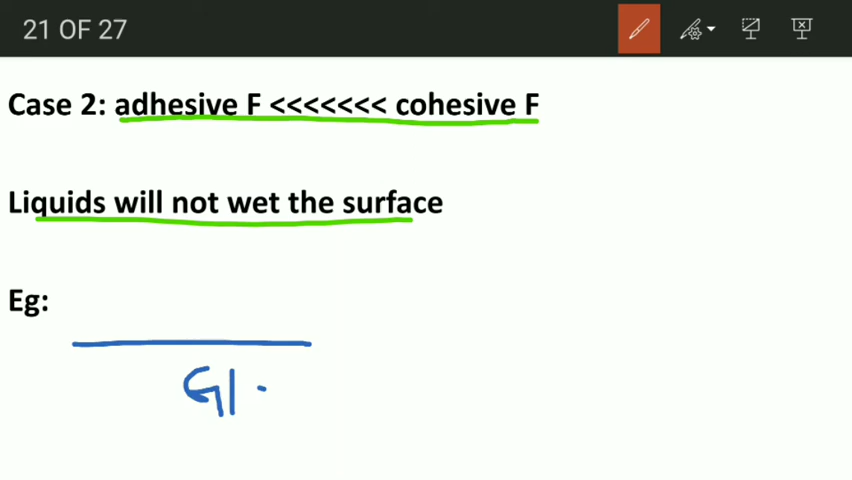 21 OF 27
Case 2: adhesive F <<<<<<< cohesive F
Liquids will not wet the surface
Eg:
Gl